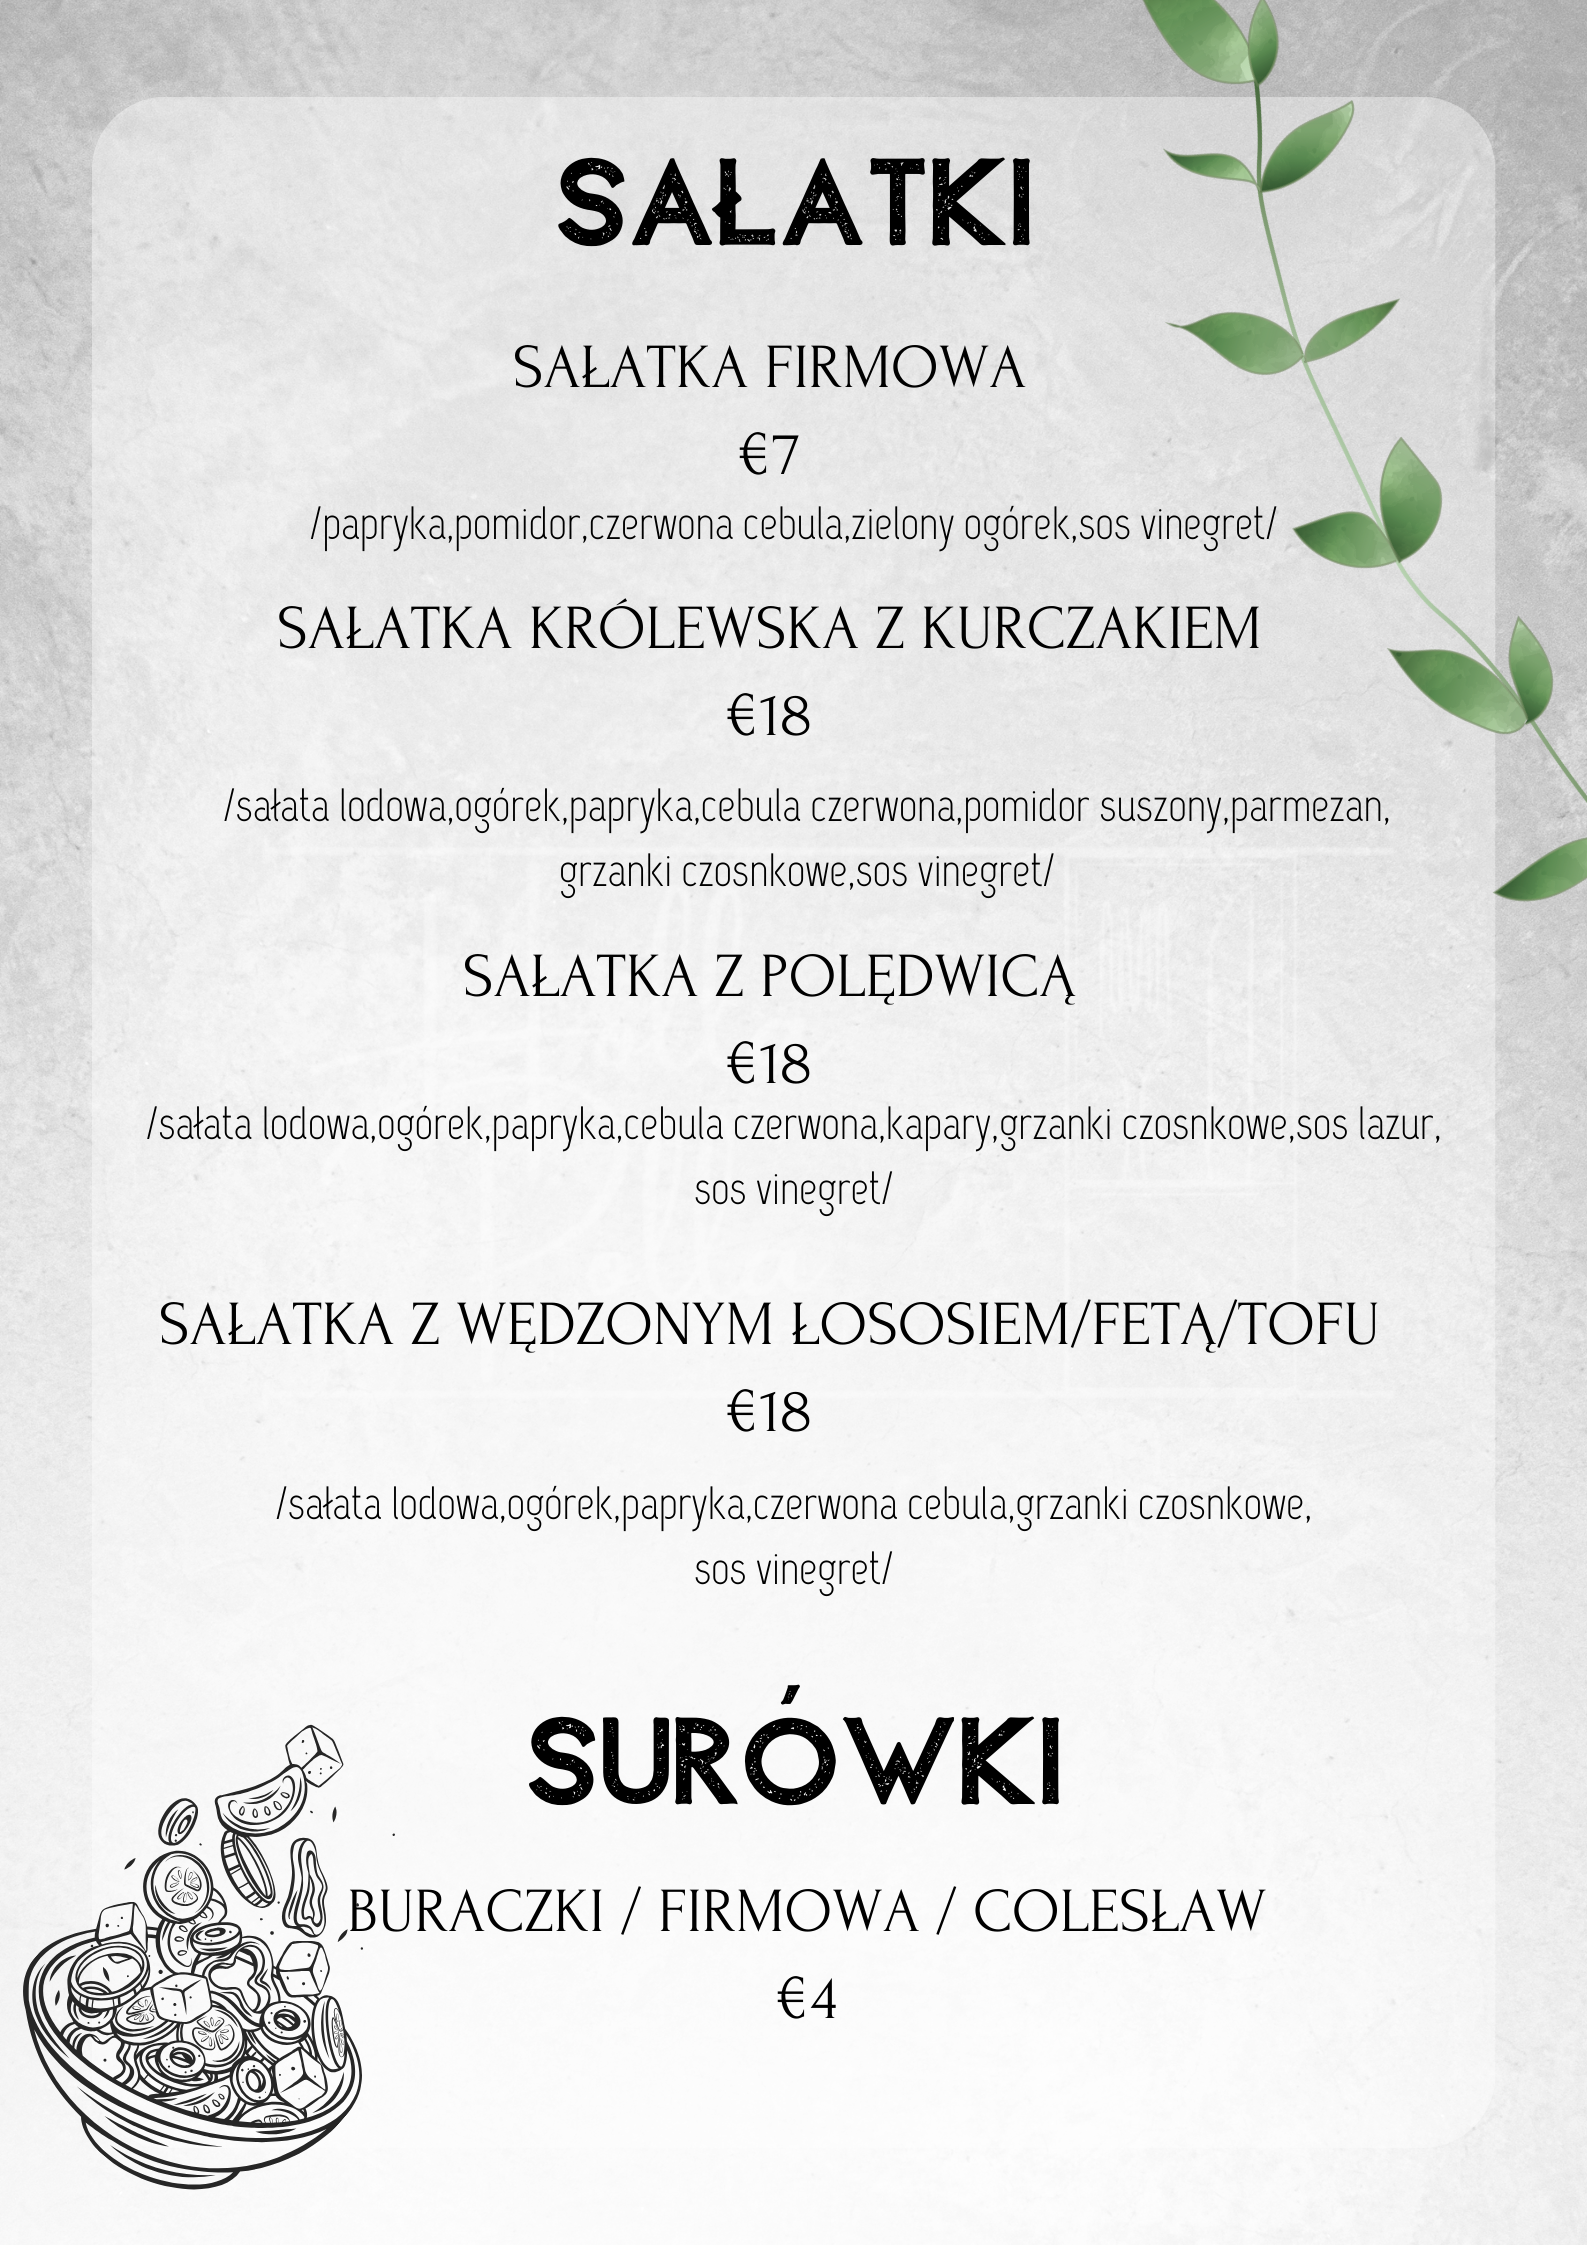 SAŁATKI
SAŁATKA FIRMOWA
€7
/papryka,pomidor,czerwona cebula,zielony ogórek,sos vinegret/
SAŁATKA KRÓLEWSKA Z KURCZAKIEM
€18
/sałata lodowa,ogórek,papryka,cebula czerwona,pomidor suszony,parmezan,
grzanki czosnkowe,sos vinegret/
SAŁATKA Z POLĘDWICĄ
€18
/sałata lodowa,ogórek,papryka,cebula czerwona,kapary,grzanki czosnkowe,sos lazur,
sos vinegret/
SAŁATKA Z WĘDZONYM ŁOSOSIEM/FETĄ/TOFU
€18
/sałata lodowa,ogórek,papryka,czerwona cebula,grzanki czosnkowe,
sos vinegret/
SURÓWKI
BURACZKI / FIRMOWA / COLESŁAW
€4